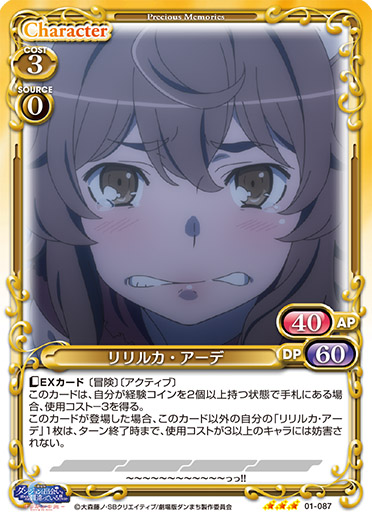 Precious Memories
Character
COST
3
SOURCE
0
40 AP
DP 60
リリルカ・アーデ
EXカード [冒険] [アクティブ]
このカードは、自分が経験コインを2個以上持つ状態で手札にある場
合、使用コスト-3を得る。
このカードが登場した場合、このカード以外の自分の「リリルカ・アー
デ」1枚は、ターン終了時まで、使用コストが3以上のキャラには妨害さ
れない。
~~~~~~~~~~~~っっ!!
©大森藤ノ・SBクリエイティブ/劇場版ダンまち製作委員会
★★★ 01-087